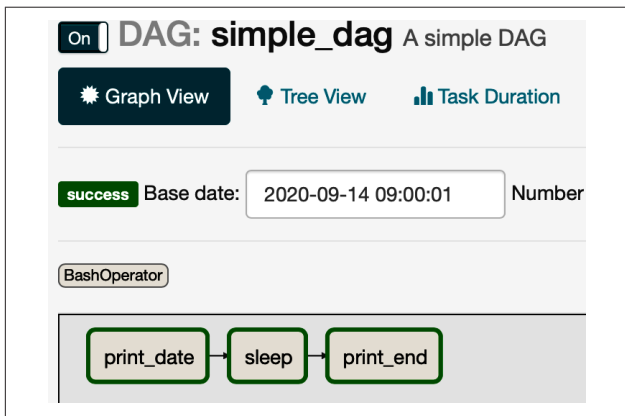 On DAG: simple_dag A simple DAG
Graph View Tree View Task Duration
success Base date: 2020-09-14 09:00:01 Number
BashOperator
print_date sleep print_end